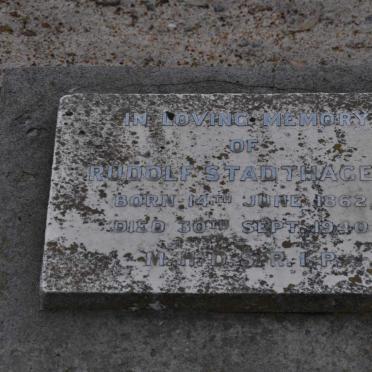 IN LOVING MEMORY
OF
RUDOLF STADTHAGE
BORN 14TH JUNE 1862
DIED 30TH SEPT. 1940
R.I.P.